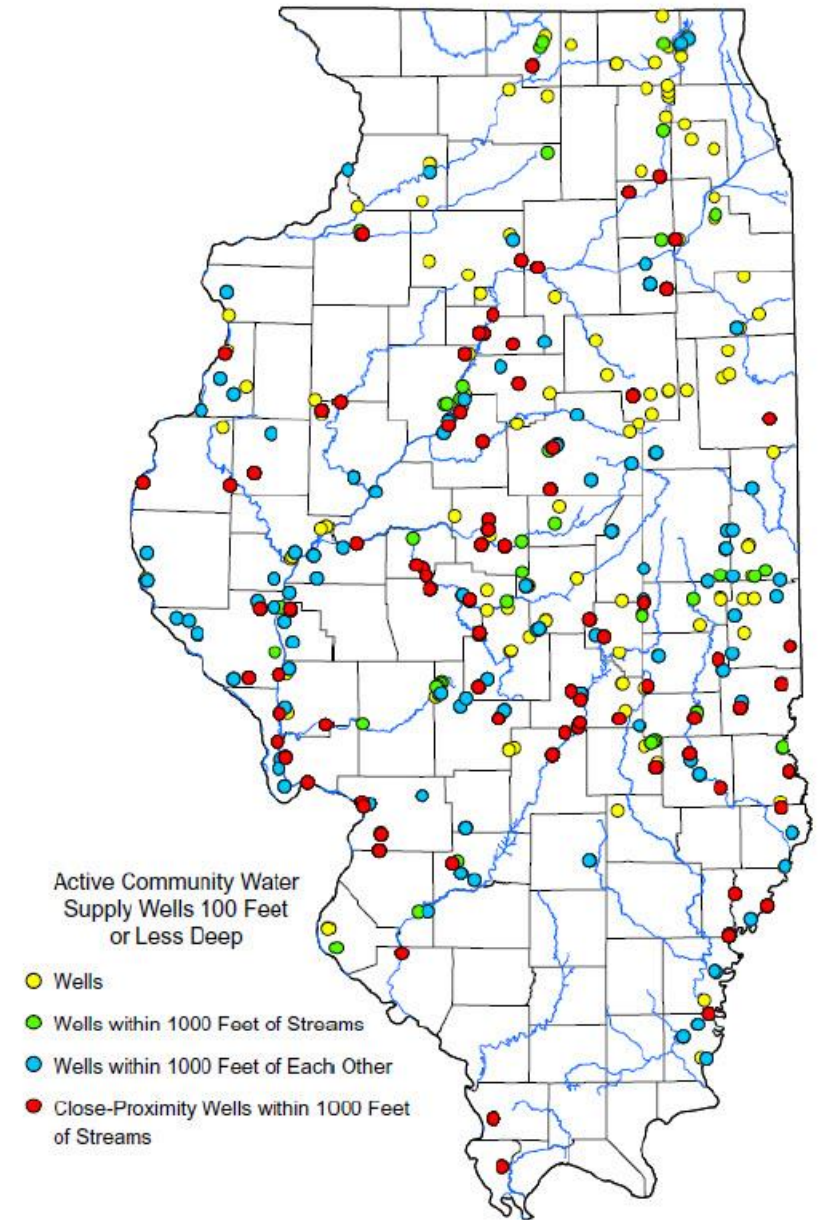 Active Community Water
Supply Wells 100 Feet
or Less Deep
Wells
Wells within 1000 Feet of Streams
Wells within 1000 Feet of Each Other
Close-Proximity Wells within 1000 Feet
of Streams